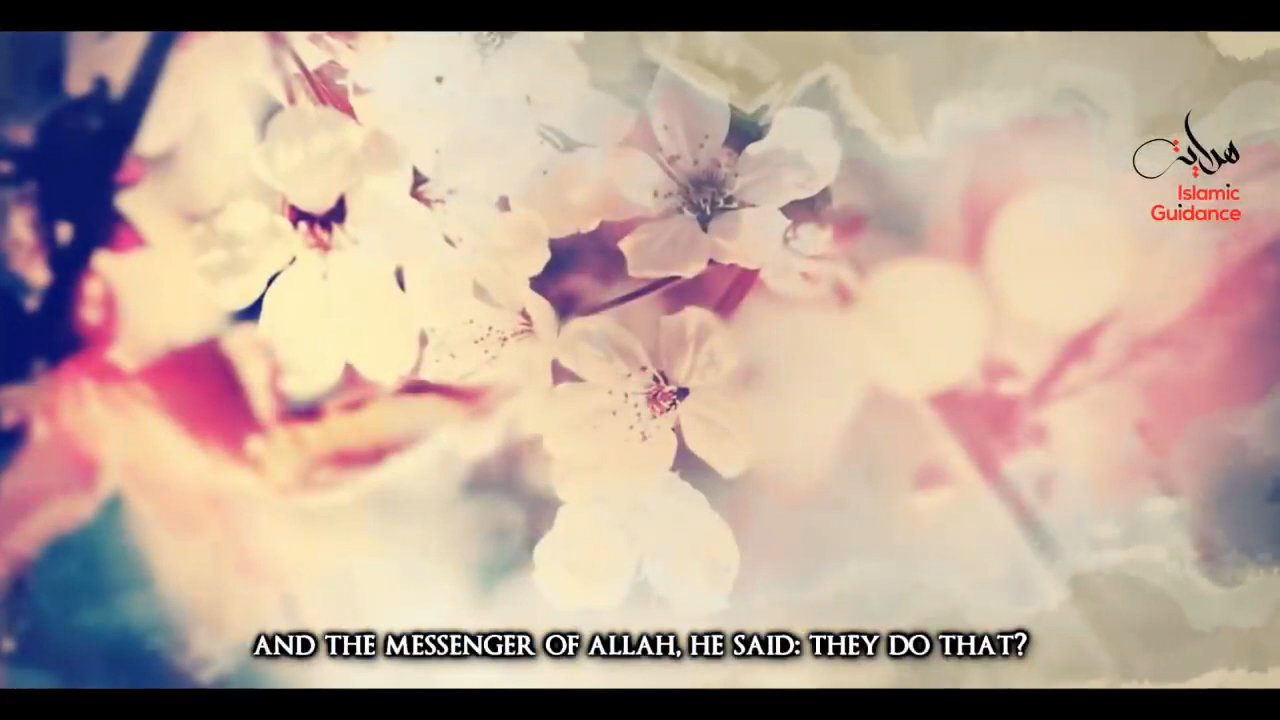 هداية
Islamic
Guidance
AND THE MESSENGER OF ALLAH, HE SAID: THEY DO THAT?